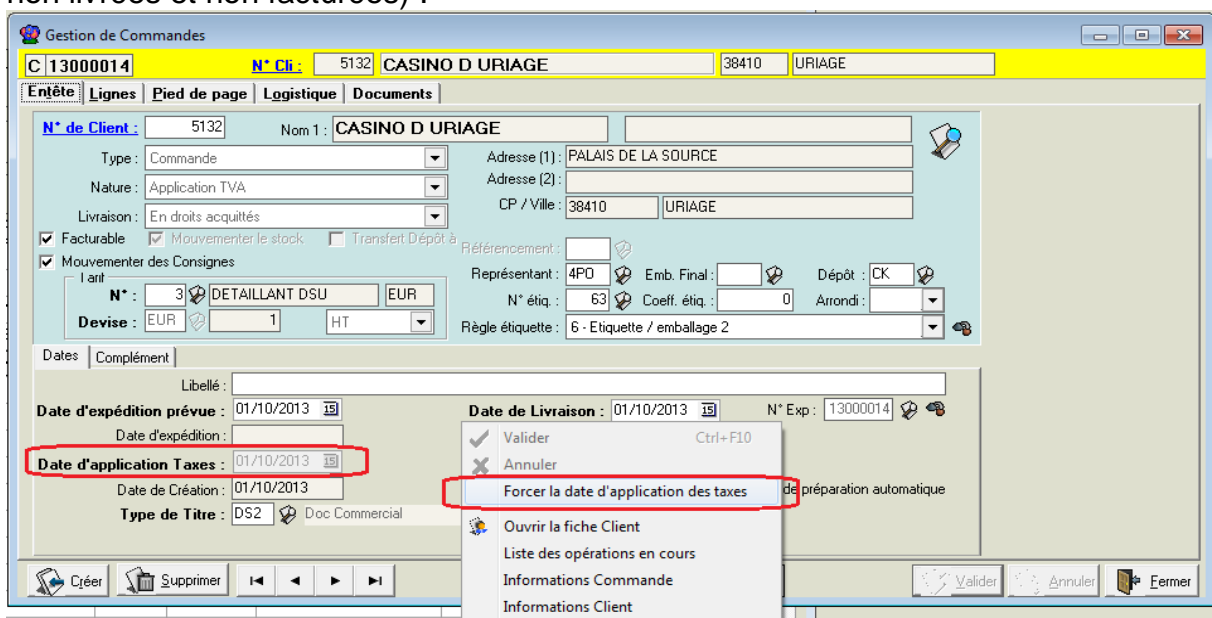 non livrées et non facturées) :
Gestion de Commandes
C 13000014 N° Cli : 5132 CASINO D URIAGE 38410 URIAGE
Entête Lignes Pied de page Logistique Documents
N° de Client : 5132 Nom 1 : CASINO D URIAGE
Type : Commande Adresse (1) : PALAIS DE LA SOURCE
Nature : Application TVA Adresse (2) :
Livraison : En droits acquittés CP / Ville : 38410 URIAGE
Facturable Mouvementer le stock Transfert Dépôt à Référencement :
Mouvementer des Consignes
Tarif Représentant : 4PO Emb. Final : Dépôt : CK
N° : 3 DETAILLANT DSU EUR N° étiq. : 63 Coeff. étiq. : 0 Arrondi :
Devise : EUR 1 HT Règle étiquette : 6 - Etiquette / emballage 2
Dates Complément
Libellé :
Date d'expédition prévue : 01/10/2013 15 Date de Livraison : 01/10/2013 15 N° Exp : 13000014
Date d'expédition : Valider Ctrl+F10
Date d'application Taxes : 01/10/2013 15 Annuler
Date de Création : 01/10/2013 Forcer la date d'application des taxes de préparation automatique
Type de Titre : DS2 Doc Commercial Ouvrir la fiche Client
Liste des opérations en cours
Créer Supprimer Informations Commande Valider Annuler Fermer
Informations Client